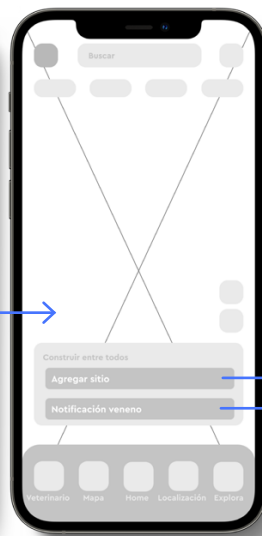 Buscar
Construir entre todos
Agregar sitio
Notificación veneno
Veterinario Mapa Home Localización Explora